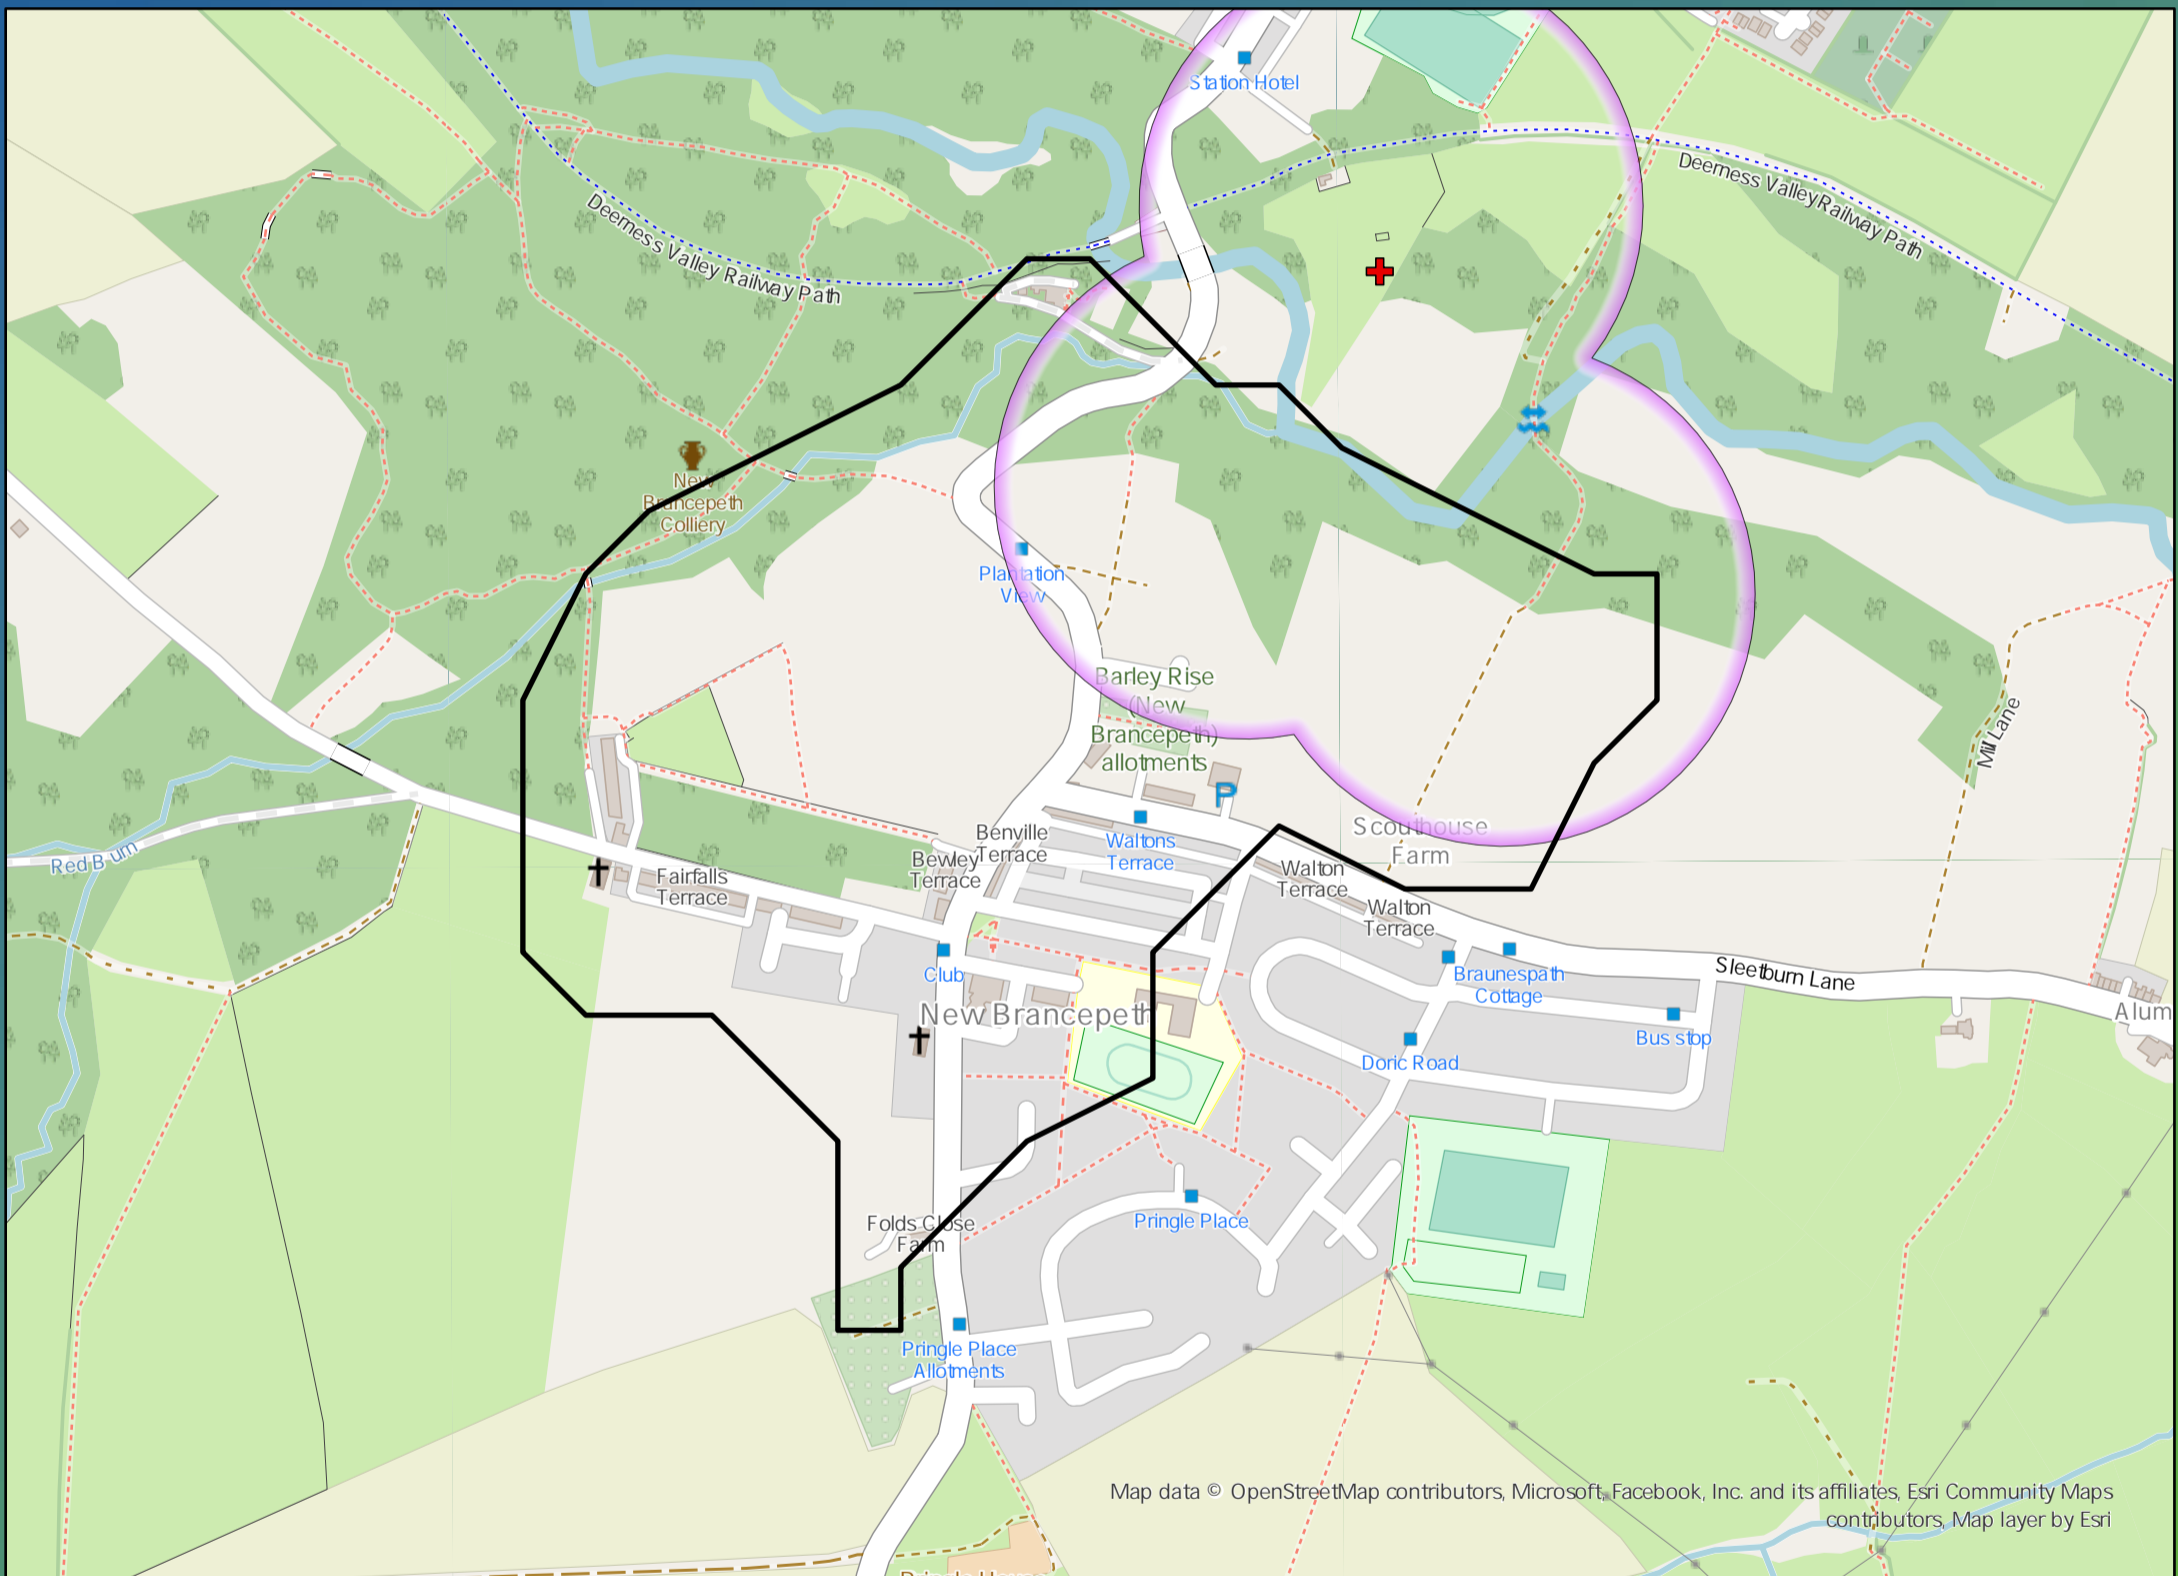 Station Hotel
Deerness Valley Railway Path
Deerness Valley Railway Path
New
Brancepeth
Colliery
Plantation
View
Barley Rise
(New
Brancepeth)
allotments
Mill Lane
P
Waltons
Terrace
Scouthouse
Farm
Benville
Terrace
Bewley
Terrace
Red Burn
Fairfalls
Terrace
Walton
Terrace
Walton
Terrace
Club
Braunespath
Cottage
Sleetburn Lane
New Brancepeth
Alum
Bus stop
Doric Road
Pringle Place
Folds Close
Farm
Pringle Place
Allotments
Map data © OpenStreetMap contributors, Microsoft, Facebook, Inc. and its affiliates, Esri Community Maps
contributors, Map layer by Esri